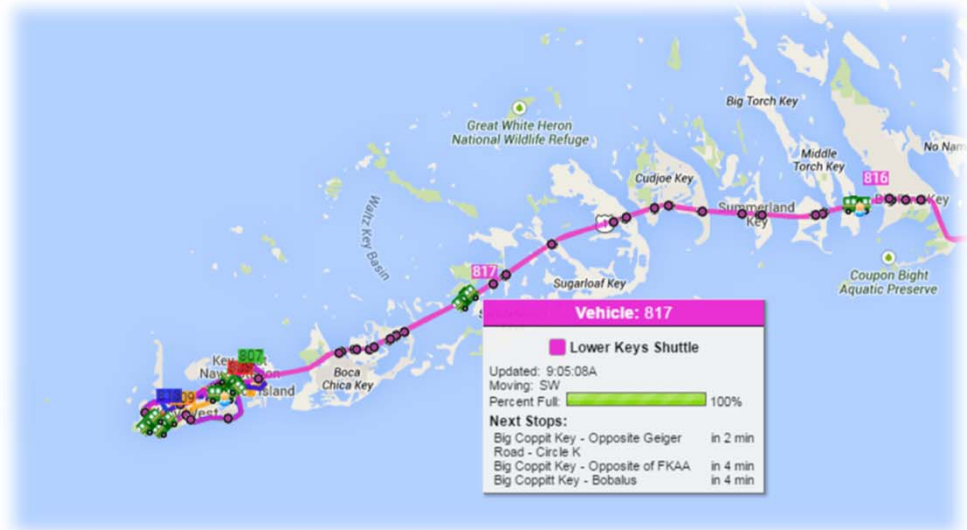 Big Torch Key
Great White Heron
National Wildlife Refuge
Middle
Torch Key
No Nam
Cudjoe Key
816
Key
Summerland
Key
Waltz Key Basin
1
817
Sugarloaf Key
Coupon Bight
Aquatic Preserve
Vehicle: 817
Lower Keys Shuttle
Updated: 9:05:08A
Moving: SW
Percent Full: 100%
Next Stops:
Big Coppit Key - Opposite Geiger in 2 min
Road - Circle K
Big Coppit Key - Opposite of FKAA in 4 min
Big Coppitt Key - Bobalus in 4 min
807
Boca
Chica Key